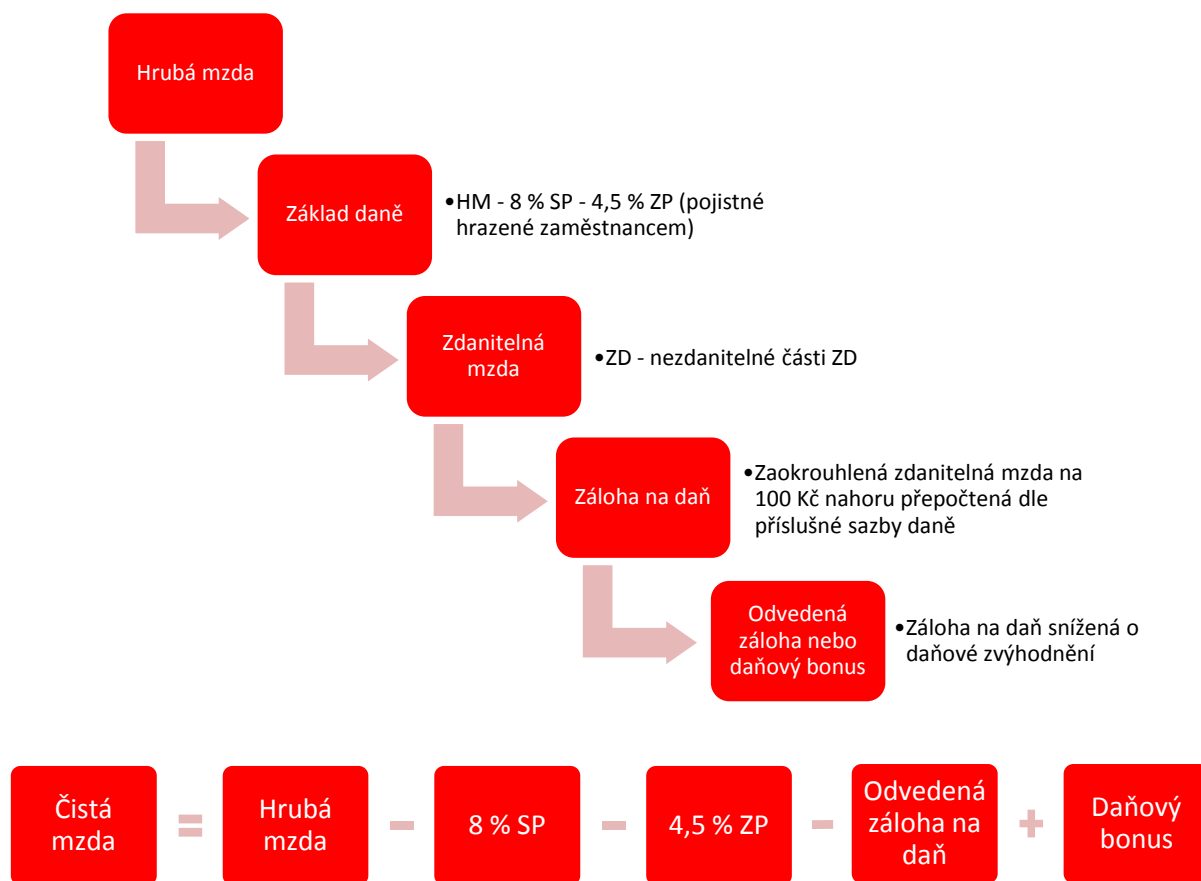 Hrubá mzda
Základ daně
•HM - 8 % SP - 4,5 % ZP (pojistné
hrazené zaměstnancem)
Zdanitelná
mzda
•ZD - nezdanitelné části ZD
Záloha na daň
•Zaokrouhlená zdanitelná mzda na
100 Kč nahoru přepočtená dle
příslušné sazby daně
Odvedená
záloha nebo
daňový bonus
•Záloha na daň snížená o
daňové zvýhodnění
Čistá
mzda
=
Hrubá
mzda
-
8 % SP
-
4,5 % ZP
-
Odvedená
záloha na
daň
+
Daňový
bonus